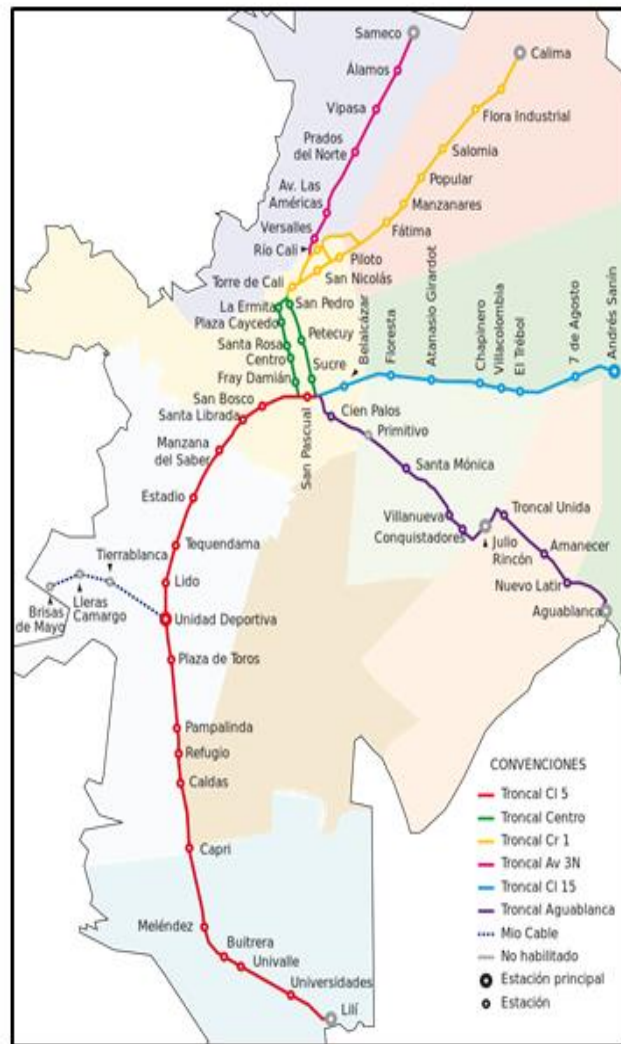 Sameco
Calima
Álamos
Vipasa
Flora Industrial
Prados
del Norte
Salomia
Popular
Av. Las
Américas
Manzanares
Versalles
Fátima
Río Cali
Piloto
San Nicolás
Torre de Cali
La Ermita
San Pedro
Plaza Caycedo
Petecuy
Santa Rosa
Centro
Sucre
Fray Damián
Belalcázar
Floresta
Atanasio Girardot
Chapinero
Villacolombia
El Trébol
7 de Agosto
Andrés Sanín
San Bosco
Santa Librada
San Pascual
Cien Palos
Primitivo
Manzana
del Saber
Santa Mónica
Estadio
Villanueva
Conquistadores
Troncal Unida
Julio
Rincón
Amanecer
Tequendama
Tierrablanca
Lido
Nuevo Latir
Aguablanca
Brisas
de Mayo
Lleras
Camargo
Unidad Deportiva
Plaza de Toros
Pampalinda
Refugio
Caldas
Capri
Meléndez
Buitrera
Univalle
Universidades
Lilí
CONVENCIONES
Troncal Cl 5
Troncal Centro
Troncal Cr 1
Troncal Av 3N
Troncal Cl 15
Troncal Aguablanca
Mio Cable
No habilitado
Estación principal
Estación